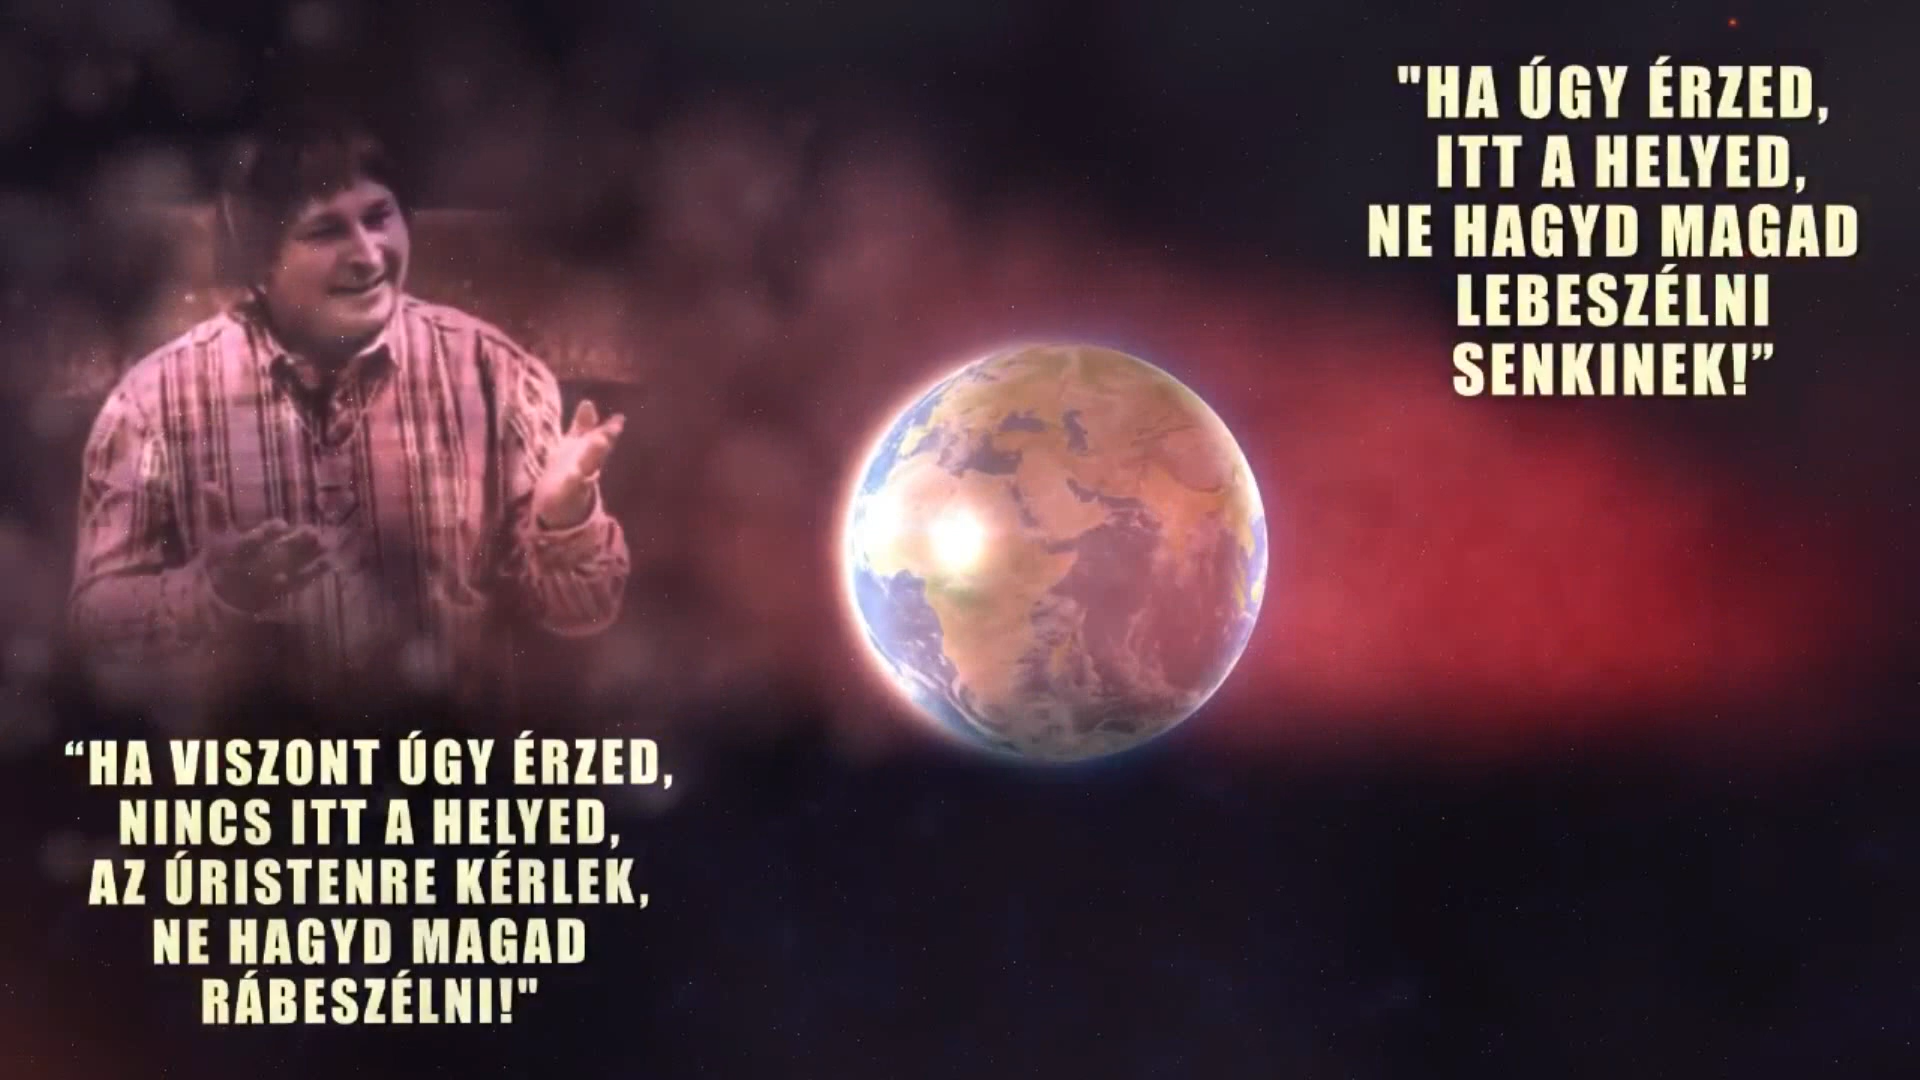 "HA ÚGY ÉRZED,
ITT A HELYED,
NE HAGYD MAGAD
LEBESZÉLNI
SENKINEK!”
“HA VISZONT ÚGY ÉRZED,
NINCS ITT A HELYED,
AZ ÚRISTENRE KÉRLEK,
NE HAGYD MAGAD
RÁBESZÉLNI!"